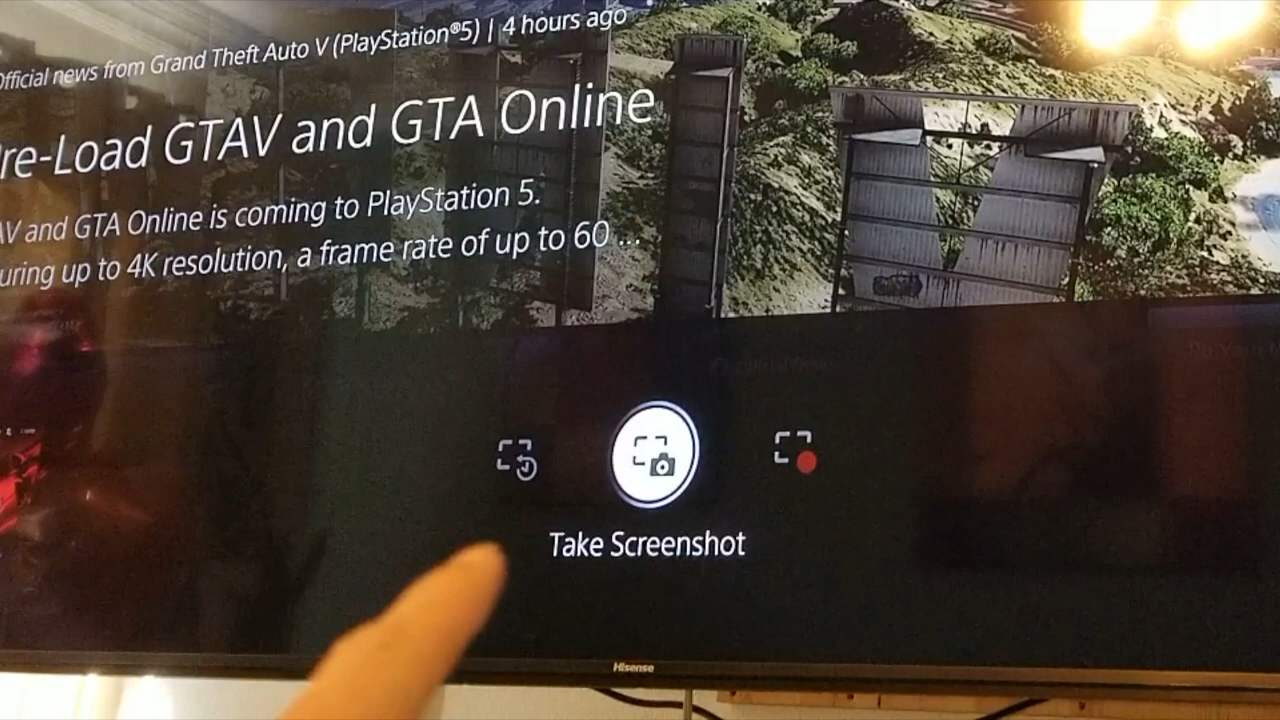 Official news from Grand Theft Auto V (PlayStation®5) | 4 hours ago
re-Load GTAV and GTA Online
AV and GTA Online is coming to PlayStation 5.
uring up to 4K resolution, a frame rate of up to 60 ...
Take Screenshot
Hisense